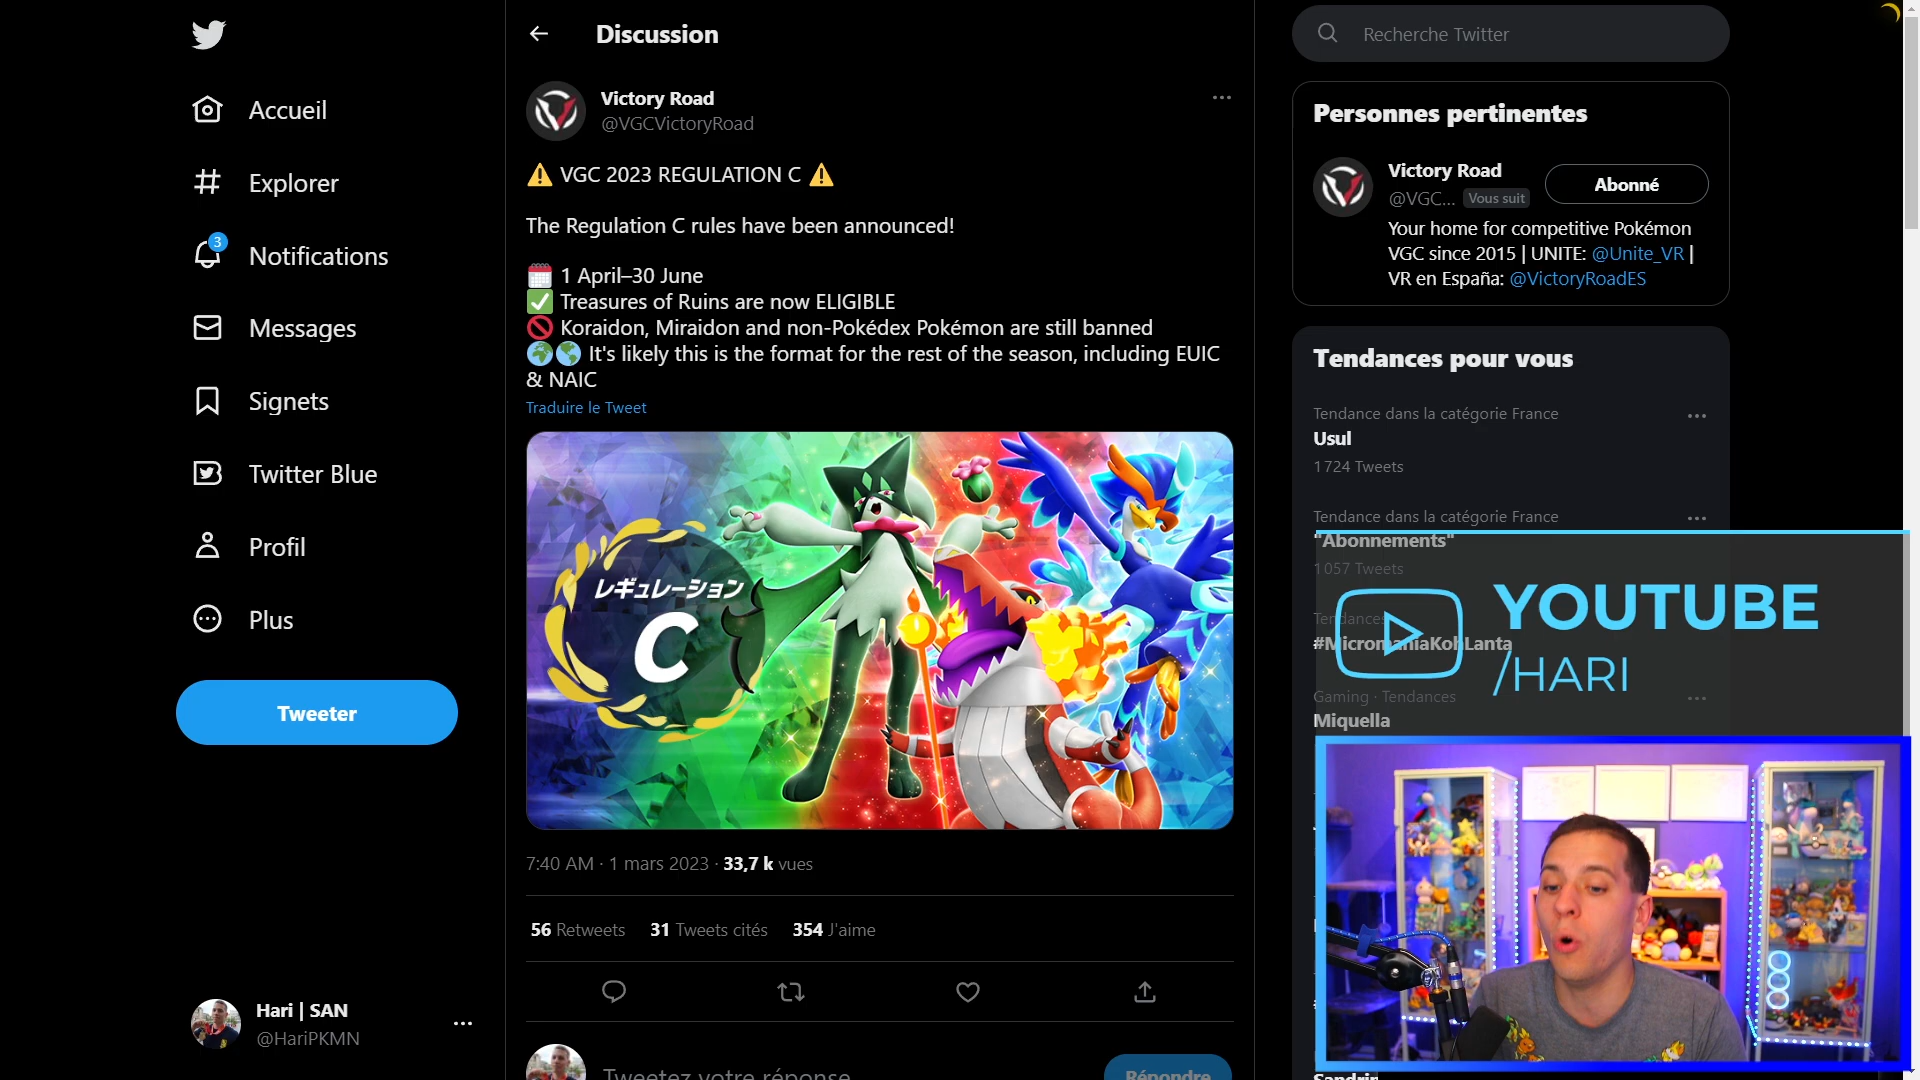 Accueil
Explorer
3
Notifications
Messages
Signets
Twitter Blue
Profil
Plus
Tweeter
Hari | SAN
@HariPKMN
Discussion
Victory Road
@VGCVictoryRoad
⚠️ VGC 2023 REGULATION C ⚠️
The Regulation C rules have been announced!
🗓️ 1 April–30 June
✅ Treasures of Ruins are now ELIGIBLE
🚫 Koraidon, Miraidon and non-Pokédex Pokémon are still banned
🌍🌎 It's likely this is the format for the rest of the season, including EUIC
& NAIC
Traduire le Tweet
レギュレーション
C
7:40 AM · 1 mars 2023 · 33,7 k vues
56 Retweets 31 Tweets cités 354 J'aime
Tweetez votre réponse
Répondre
Recherche Twitter
Personnes pertinentes
Victory Road
@VGC... Vous suit
Abonné
Your home for competitive Pokémon
VGC since 2015 | UNITE: @Unite_VR |
VR en España: @VictoryRoadES
Tendances pour vous
Tendance dans la catégorie France
Usul
1 724 Tweets
Tendance dans la catégorie France
"Abonnements"
1 057 Tweets
Tendances
#MicromaniaKohLanta
Gaming · Tendances
Miquella
YOUTUBE
/HARI